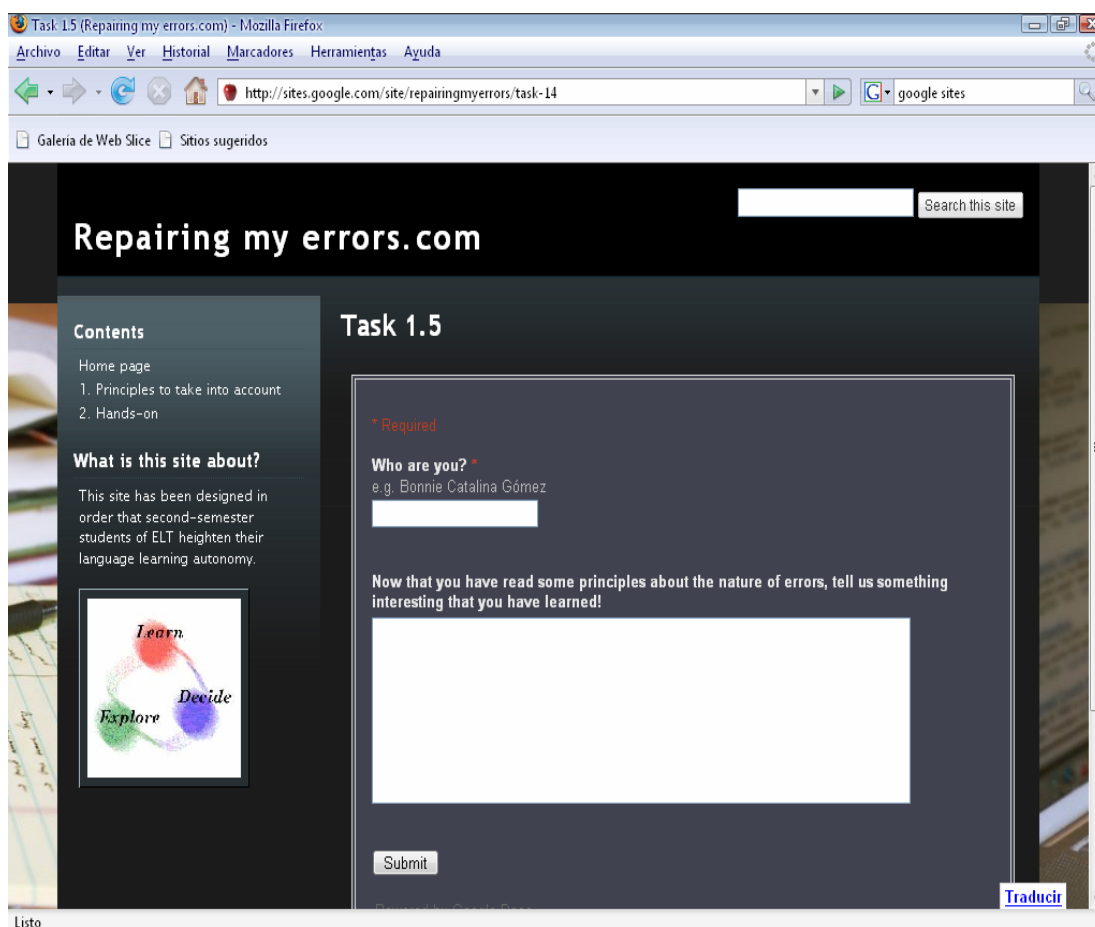 Task 1.5 (Repairing my errors.com) - Mozilla Firefox
Archivo Editar Ver Historial Marcadores Herramientas Ayuda
http://sites.google.com/site/repairingmyerrors/task-14
google sites
Galería de Web Slice Sitios sugeridos
Search this site
Repairing my errors.com
Contents
Home page
1. Principles to take into account
2. Hands-on
What is this site about?
This site has been designed in
order that second-semester
students of ELT heighten their
language learning autonomy.
Learn
Decide
Explore
Task 1.5
* Required
Who are you? *
e.g. Bonnie Catalina Gómez
Now that you have read some principles about the nature of errors, tell us something
interesting that you have learned!
Submit
Powered by Google Docs
Traducir
Listo